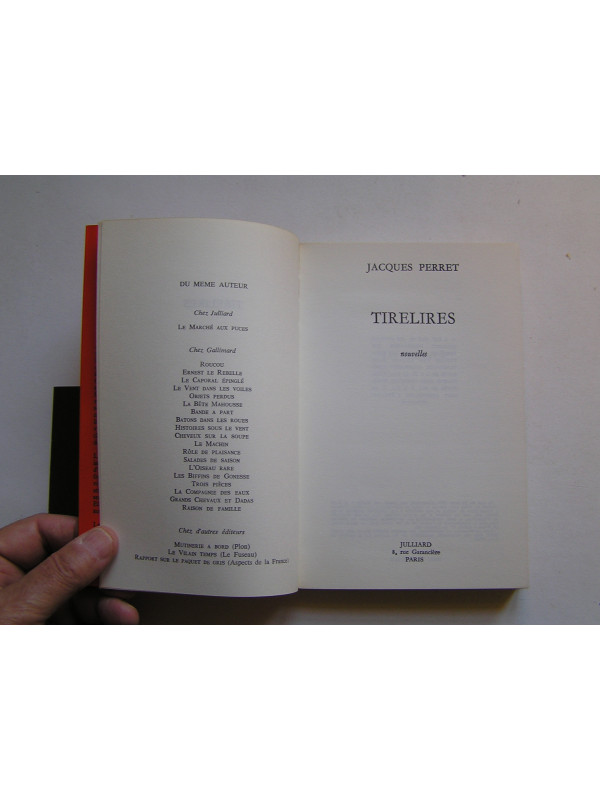 DU MEME AUTEUR
Chez Julliard
LE MARCHÉ AUX PUCES
Chez Gallimard
ROUCOU
ERNEST LE REBELLE
LE CAPORAL ÉPINGLÉ
LE VENT DANS LES VOILES
OBJETS PERDUS
LA BÊTE MAHOUSSE
BANDE A PART
BATONS DANS LES ROUES
HISTOIRES SOUS LE VENT
CHEVEUX SUR LA SOUPE
LE MACHIN
RÔLE DE PLAISANCE
SALADES DE SAISON
L'OISEAU RARE
LES BIFFINS DE GONESSE
TROIS PIÈCES
LA COMPAGNIE DES EAUX
GRANDE CHEVAUX ET DADAS
RAISON DE FAMILLE
Chez d'autres éditeurs
MUTINERIE A BORD (Plon)
LE VILAIN TEMPS (Le Fuseau)
RAPPORT SUR LE PAQUET DE GRIS (Aspects de la France)
JACQUES PERRET
TIRELIRES
nouvelles
JULLIARD
8, rue Garancière
PARIS